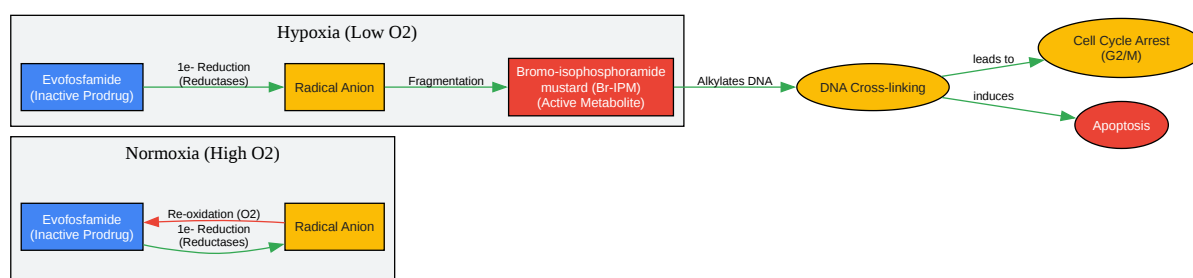 Hypoxia (Low O2)
Evofosfamide
(Inactive Prodrug)
1e- Reduction
(Reductases)
Radical Anion
Fragmentation
Bromo-isophosphoramide
mustard (Br-IPM)
(Active Metabolite)
Alkylates DNA
DNA Cross-linking
leads to
Cell Cycle Arrest
(G2/M)
induces
Apoptosis
Normoxia (High O2)
Evofosfamide
(Inactive Prodrug)
Re-oxidation (O2)
1e- Reduction
(Reductases)
Radical Anion